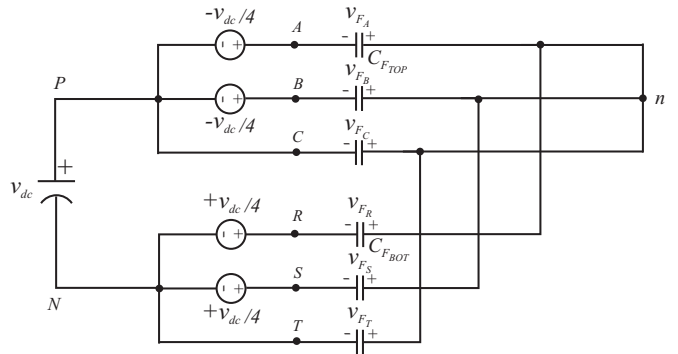 -v_dc/4
A
v_F_A
- +
C_F_TOP
P
B
v_F_B
- +
-v_dc/4
n
C
v_F_C
- +
+
v_dc
+v_dc/4
R
v_F_R
- +
C_F_BOT
S
v_F_S
- +
N
+v_dc/4
T
v_F_T
- +